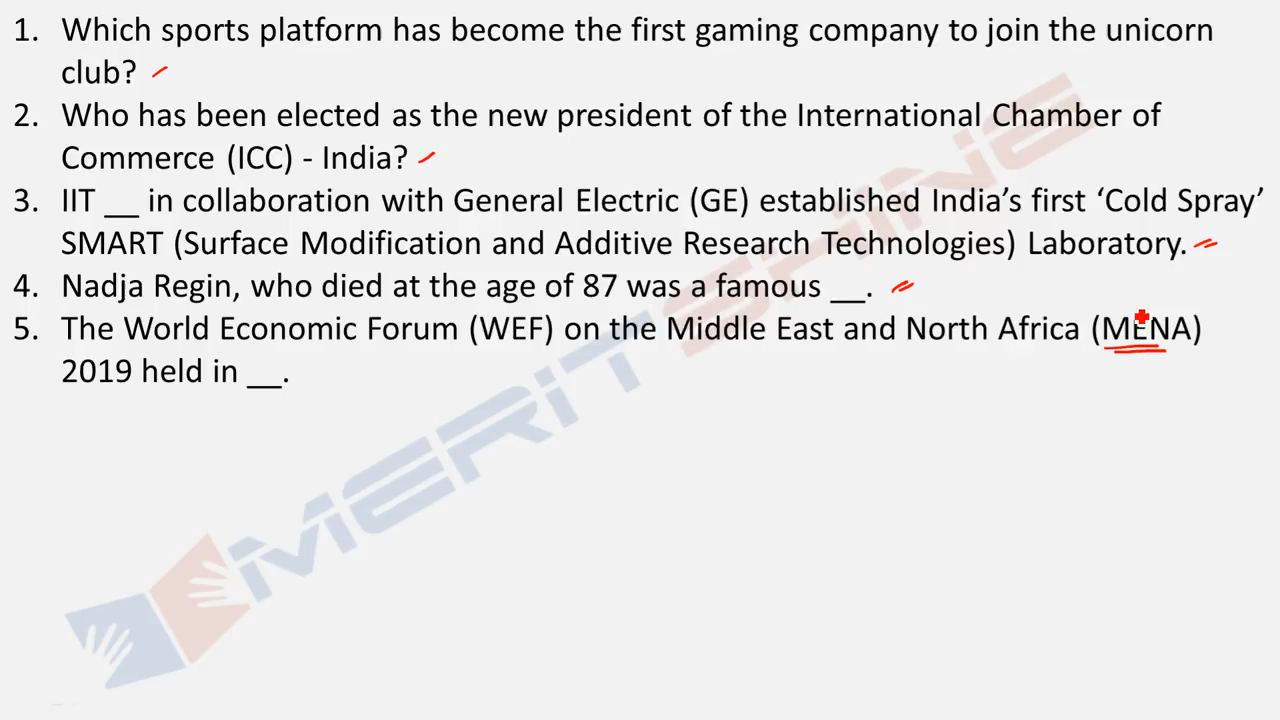 1. Which sports platform has become the first gaming company to join the unicorn
club?
2. Who has been elected as the new president of the International Chamber of
Commerce (ICC) - India?
3. IIT __ in collaboration with General Electric (GE) established India’s first ‘Cold Spray’
SMART (Surface Modification and Additive Research Technologies) Laboratory.
4. Nadja Regin, who died at the age of 87 was a famous __.
5. The World Economic Forum (WEF) on the Middle East and North Africa (MENA)
2019 held in __.
MERIT SHINE